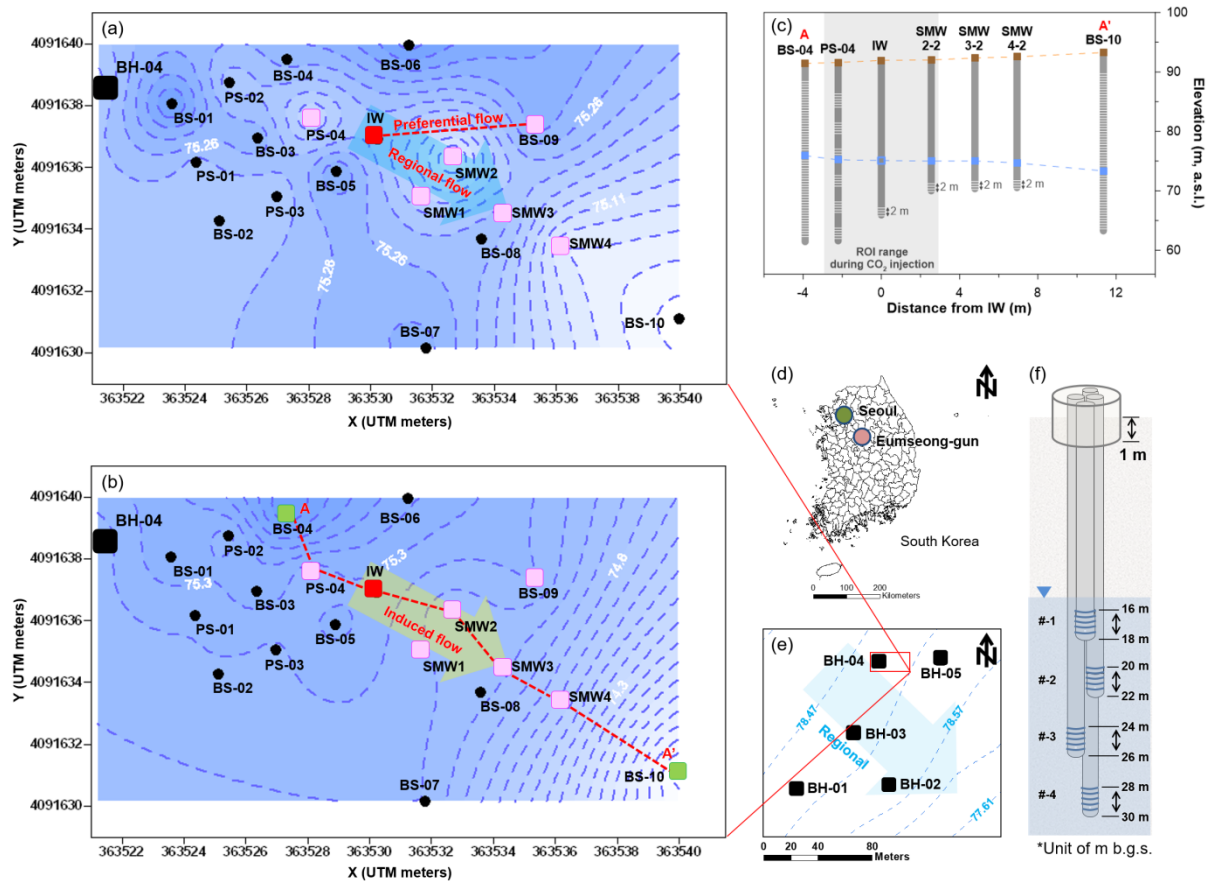 (a)
4091640
4091638
4091636
4091634
4091632
4091630
Y (UTM meters)
BH-04
BS-01
PS-02
BS-04
BS-06
PS-04
IW
Preferential flow
BS-09
BS-03
PS-01
75.26
75.26
Regional flow
SMW2
BS-05
PS-03
SMW1
SMW3
75.11
BS-02
BS-08
SMW4
75.26
75.26
BS-07
BS-10
363522
363524
363526
363528
363530
363532
363534
363536
363538
363540
X (UTM meters)
(b)
4091640
4091638
4091636
4091634
4091632
4091630
Y (UTM meters)
BH-04
A
BS-04
BS-06
PS-02
BS-01
75.3
75.3
74.8
PS-04
IW
BS-09
BS-03
PS-01
Induced flow
SMW2
BS-05
PS-03
SMW1
SMW3
BS-02
BS-08
SMW4
A'
BS-10
BS-07
363522
363524
363526
363528
363530
363532
363534
363536
363538
363540
X (UTM meters)
(c)
A
BS-04
PS-04
IW
SMW
2-2
SMW
3-2
SMW
4-2
A'
BS-10
2 m
2 m
2 m
2 m
ROI range
during CO2 injection
100
90
80
70
60
Elevation (m, a.s.l.)
-4
0
4
8
12
Distance from IW (m)
(d)
N
Seoul
Eumseong-gun
South Korea
0 50 100 200
Kilometers
(e)
N
BH-04
BH-05
78.47
78.57
Regional
BH-03
BH-01
BH-02
77.61
0 20 40 80
Meters
(f)
1 m
#-1
16 m
18 m
#-2
20 m
22 m
#-3
24 m
26 m
#-4
28 m
30 m
*Unit of m b.g.s.